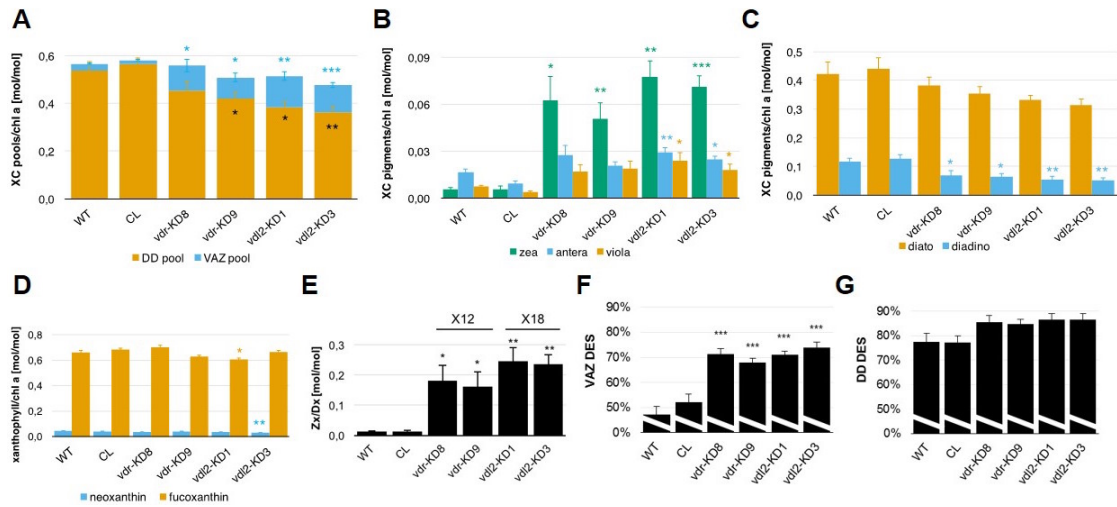 A
XC pools/chl a [mol/mol]
0,6
0,4
0,2
0,0
*
*
**
***
*
*
**
WT
CL
vdr-KD8
vdr-KD9
vdl2-KD1
vdl2-KD3
DD pool
VAZ pool
B
XC pigments/chl a [mol/mol]
0,09
0,06
0,03
0,00
*
**
**
***
** *
* *
WT
CL
vdr-KD8
vdr-KD9
vdl2-KD1
vdl2-KD3
zea
antera
viola
C
XC pigments/chl a [mol/mol]
0,5
0,4
0,3
0,2
0,1
0,0
*
*
**
**
WT
CL
vdr-KD8
vdr-KD9
vdl2-KD1
vdl2-KD3
diato
diadino
D
xanthophyll/chl a [mol/mol]
0,8
0,6
0,4
0,2
0,0
*
**
WT
CL
vdr-KD8
vdr-KD9
vdl2-KD1
vdl2-KD3
neoxanthin
fucoxanthin
E
Zx/Dx [mol/mol]
X12
X18
0,3
0,2
0,1
0,0
*
*
**
**
WT
CL
vdr-KD8
vdr-KD9
vdl2-KD1
vdl2-KD3
F
VAZ DES
90%
80%
70%
60%
50%
0%
***
***
***
***
WT
CL
vdr-KD8
vdr-KD9
vdl2-KD1
vdl2-KD3
G
DD DES
90%
80%
70%
60%
50%
0%
WT
CL
vdr-KD8
vdr-KD9
vdl2-KD1
vdl2-KD3